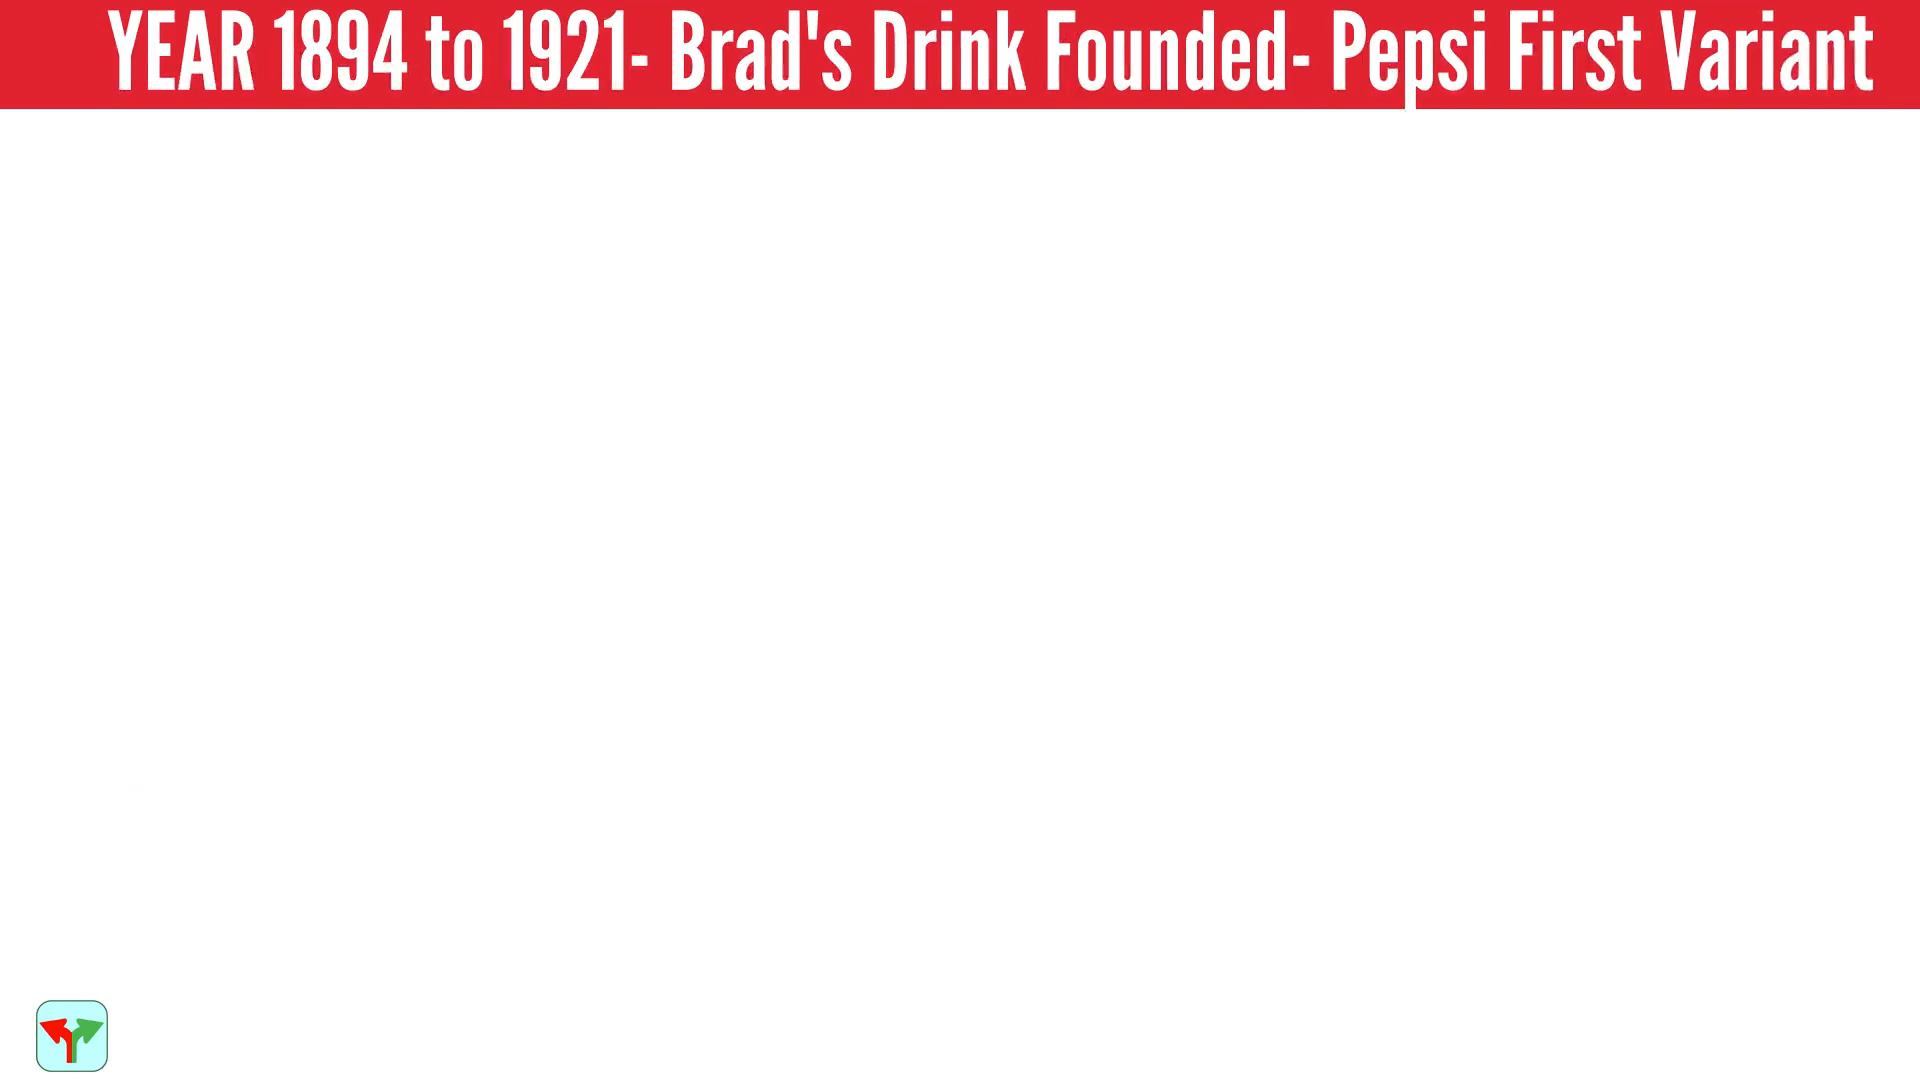 YEAR 1894 to 1921- Brad's Drink Founded- Pepsi First Variant